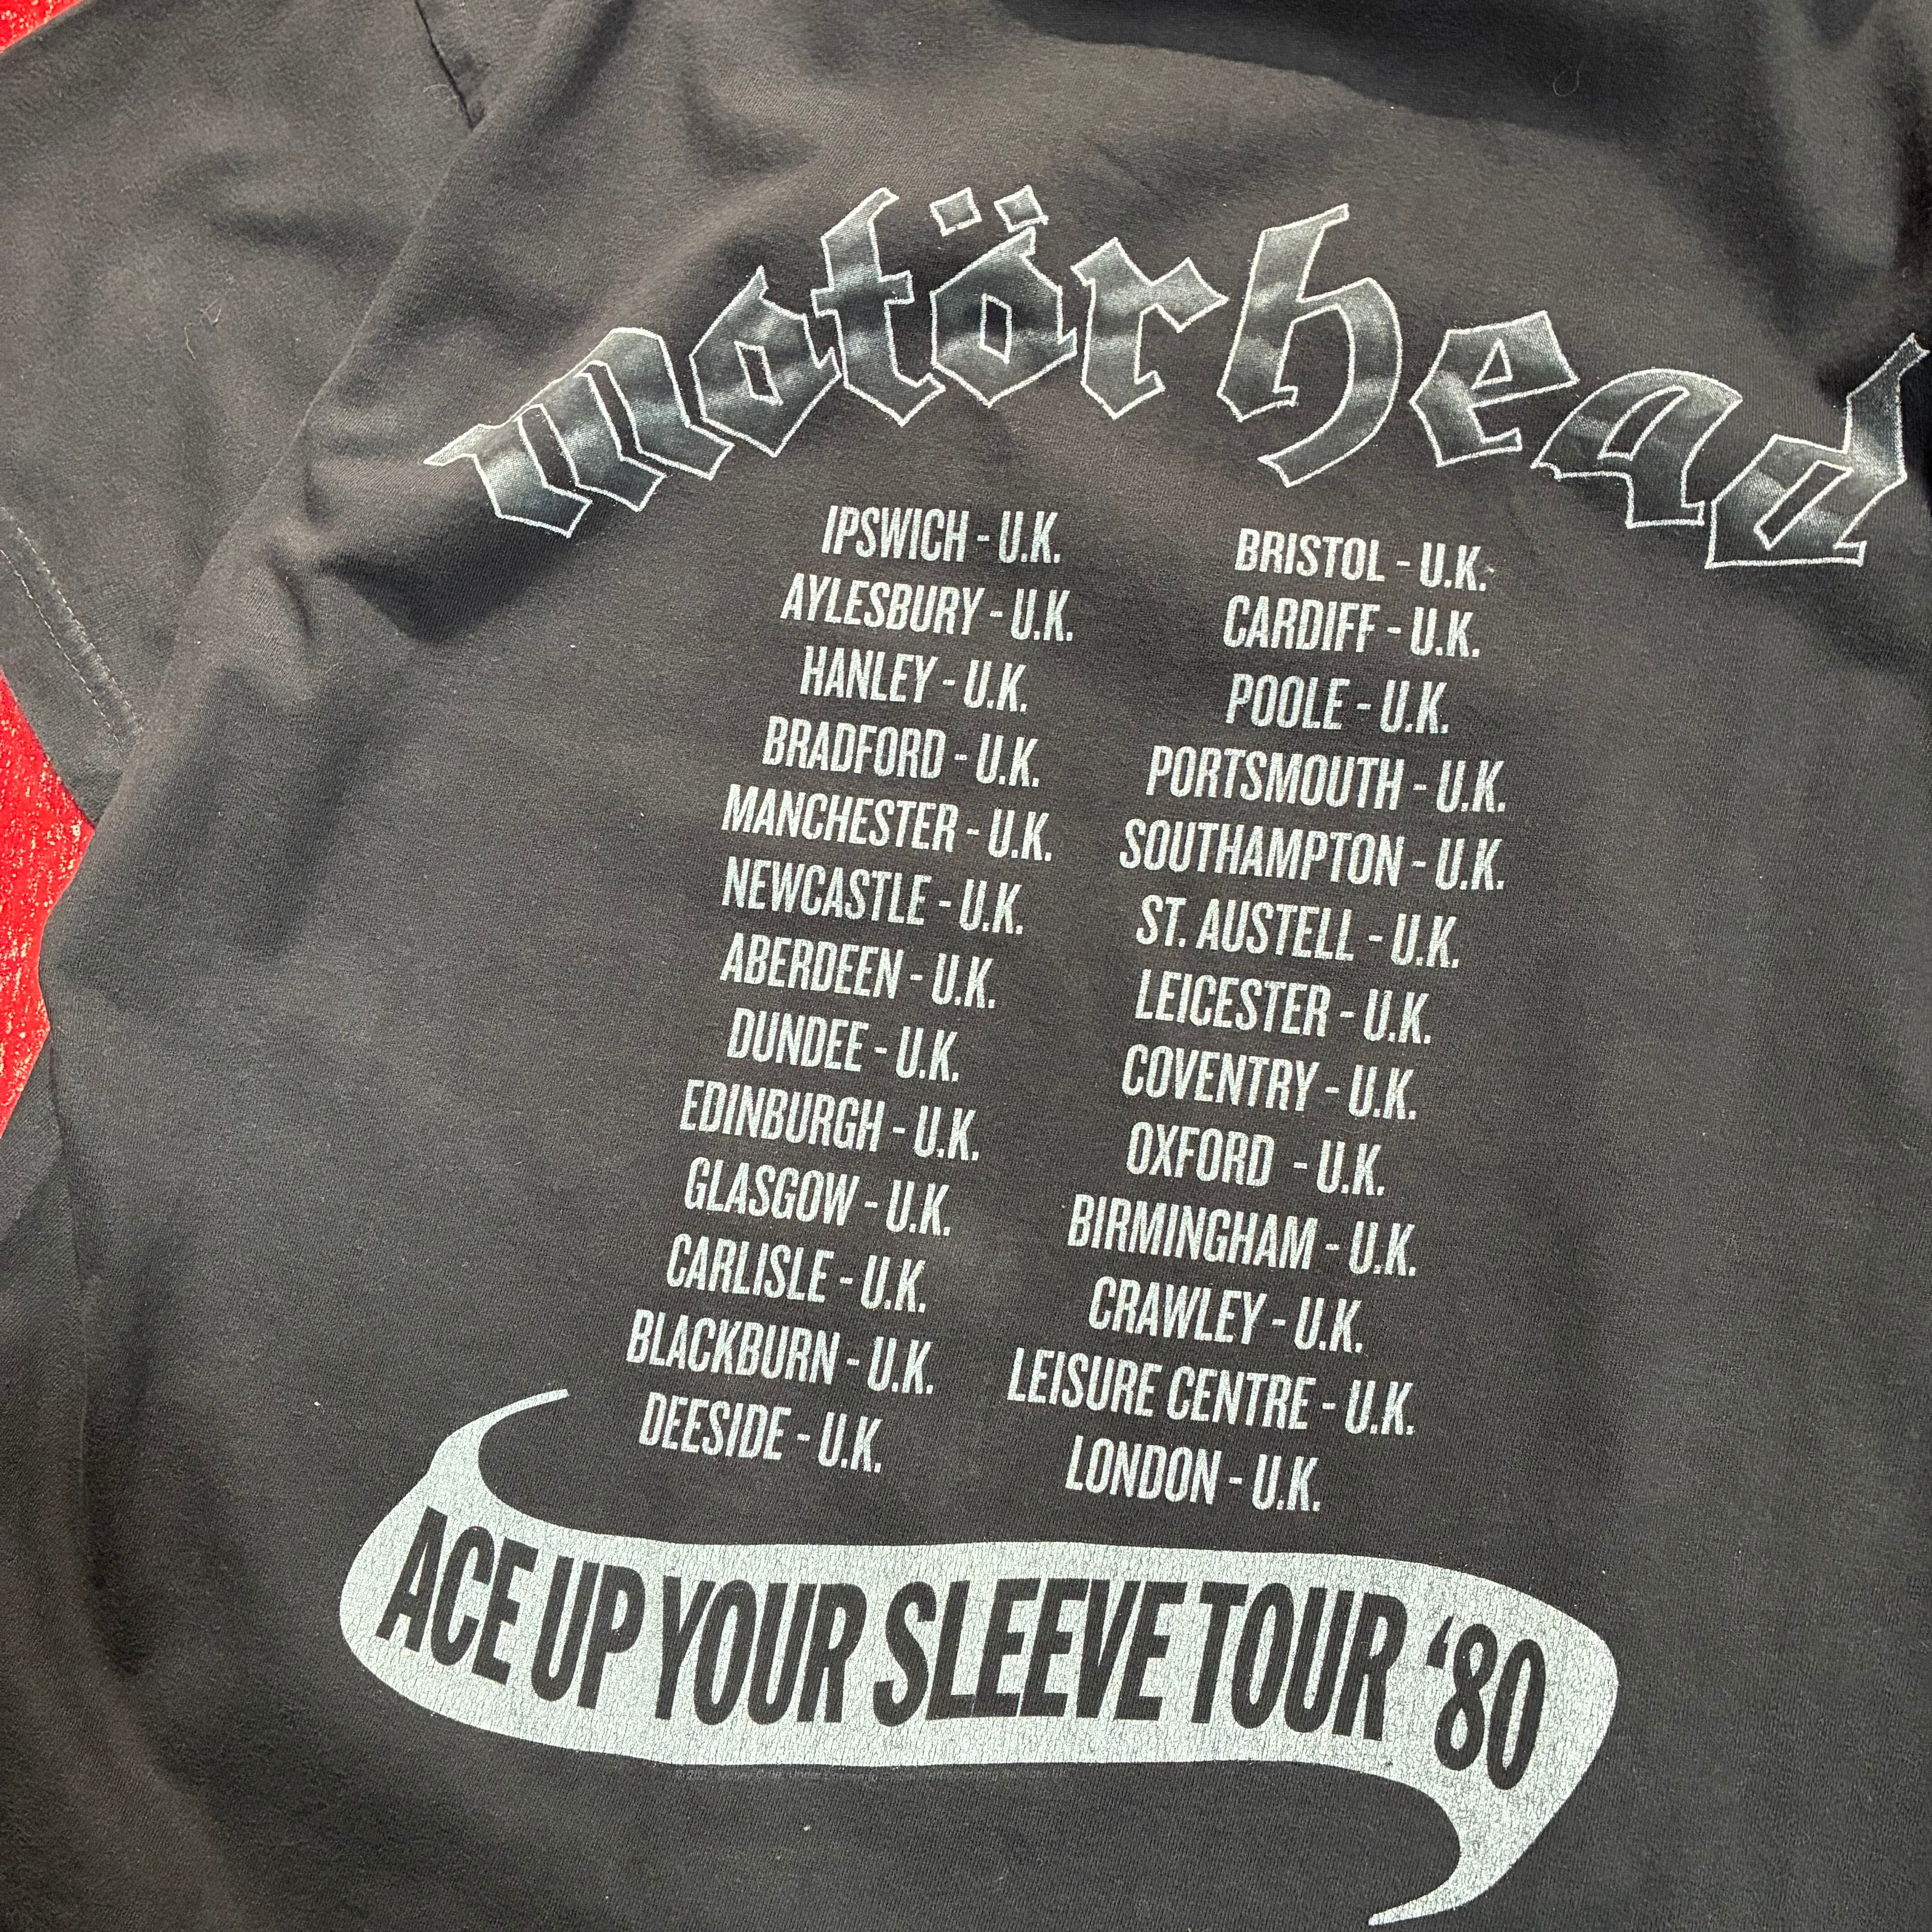 motörhead
IPSWICH - U.K.
AYLESBURY - U.K.
HANLEY - U.K.
BRADFORD - U.K.
MANCHESTER - U.K.
NEWCASTLE - U.K.
ABERDEEN - U.K.
DUNDEE - U.K.
EDINBURGH - U.K.
GLASGOW - U.K.
CARLISLE - U.K.
BLACKBURN - U.K.
DEESIDE - U.K.
BRISTOL - U.K.
CARDIFF - U.K.
POOLE - U.K.
PORTSMOUTH - U.K.
SOUTHAMPTON - U.K.
ST. AUSTELL - U.K.
LEICESTER - U.K.
COVENTRY - U.K.
OXFORD - U.K.
BIRMINGHAM - U.K.
CRAWLEY - U.K.
LEISURE CENTRE - U.K.
LONDON - U.K.
ACE UP YOUR SLEEVE TOUR '80